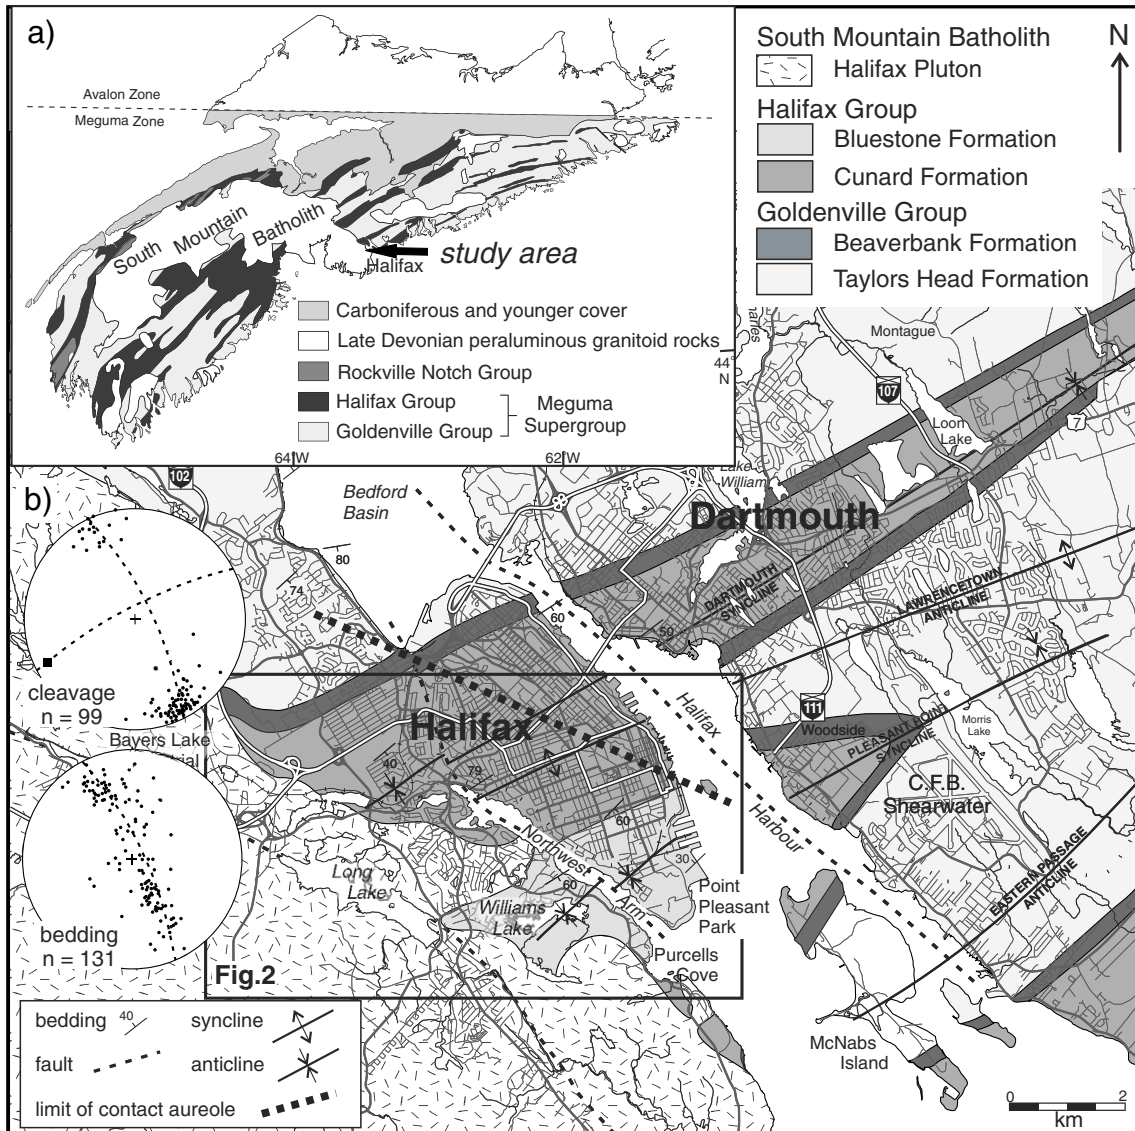 a)
Avalon Zone
Meguma Zone
South Mountain Batholith
Halifax
study area
Carboniferous and younger cover
Late Devonian peraluminous granitoid rocks
Rockville Notch Group
Halifax Group
Goldenville Group
Meguma
Supergroup
64°W
62°W
44°
N
South Mountain Batholith
Halifax Pluton
Halifax Group
Bluestone Formation
Cunard Formation
Goldenville Group
Beaverbank Formation
Taylors Head Formation
N
b)
102
Bedford
Basin
Lake
William
Montague
107
Loon
Lake
7
Dartmouth
80
74
60
50
DARTMOUTH
SYNCLINE
LAWRENCETOWN
ANTICLINE
cleavage
n = 99
Bayers Lake
Halifax
40
79
60
30
60
Halifax
Harbour
111
Woodside
PLEASANT POINT
SYNCLINE
Morris
Lake
C.F.B.
Shearwater
EASTERN PASSAGE
ANTICLINE
bedding
n = 131
Long
Lake
Northwest
Arm
Williams
Lake
Point
Pleasant
Park
Purcells
Cove
Fig.2
McNabs
Island
bedding 40
syncline
fault
anticline
limit of contact aureole
0 2
km